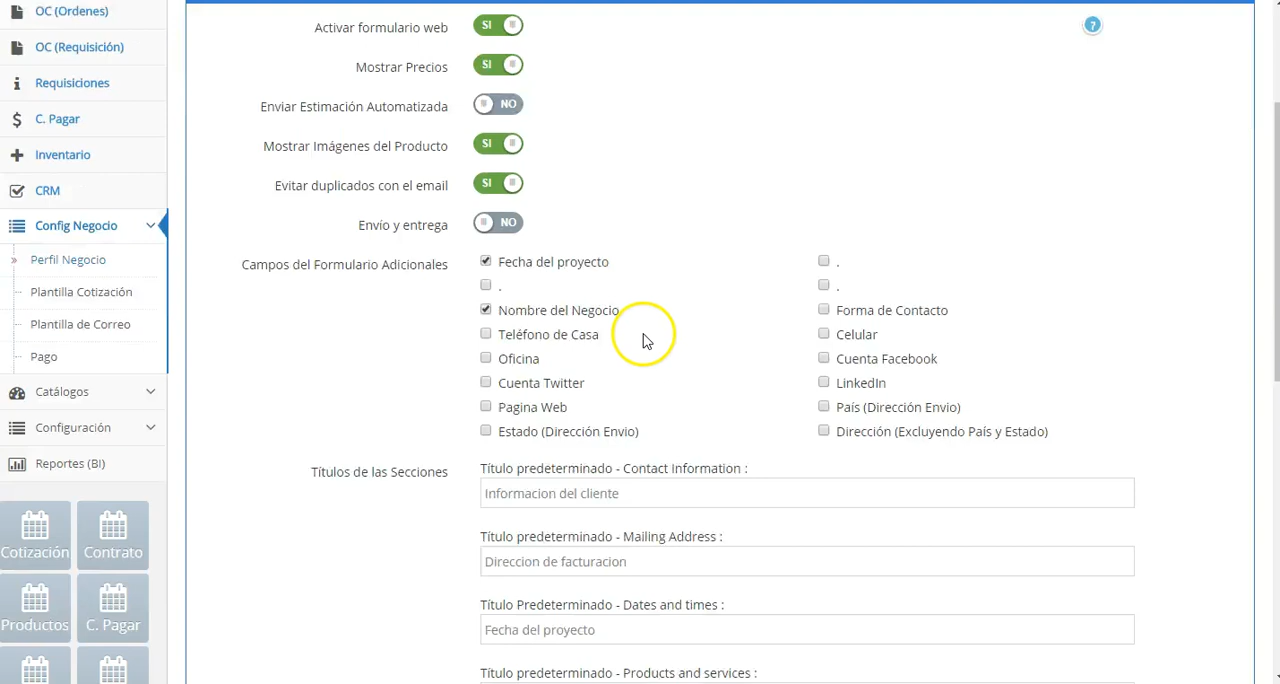 OC (Ordenes)
OC (Requisición)
Requisiciones
C. Pagar
Inventario
CRM
Config Negocio
Perfil Negocio
Plantilla Cotización
Plantilla de Correo
Pago
Catálogos
Configuración
Reportes (BI)
Cotización
Contrato
Productos
C. Pagar
Activar formulario web SI ?
Mostrar Precios SI
Enviar Estimación Automatizada NO
Mostrar Imágenes del Producto SI
Evitar duplicados con el email SI
Envío y entrega NO
Campos del Formulario Adicionales
Fecha del proyecto .
. .
Nombre del Negocio Forma de Contacto
Teléfono de Casa Celular
Oficina Cuenta Facebook
Cuenta Twitter LinkedIn
Pagina Web País (Dirección Envio)
Estado (Dirección Envio) Dirección (Excluyendo País y Estado)
Títulos de las Secciones
Título predeterminado - Contact Information :
Informacion del cliente
Título predeterminado - Mailing Address :
Direccion de facturacion
Título Predeterminado - Dates and times :
Fecha del proyecto
Título predeterminado - Products and services :